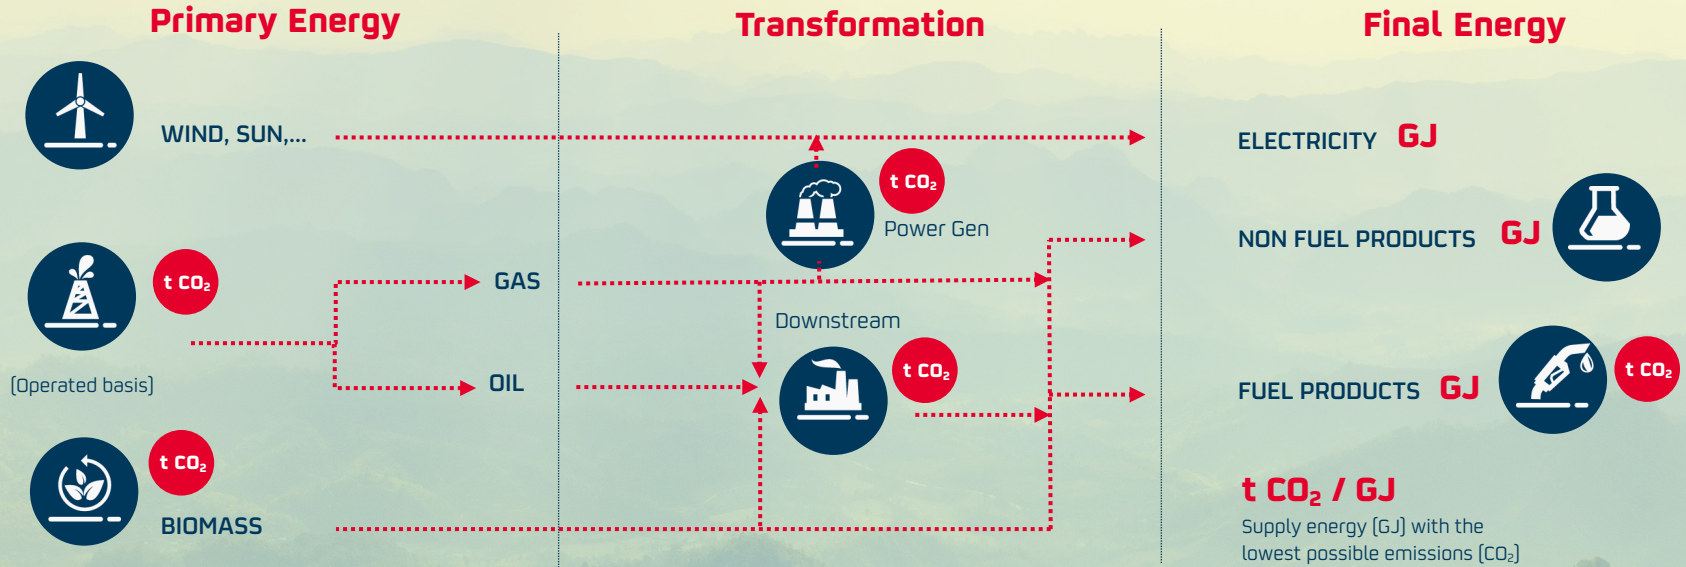 Primary Energy
Transformation
Final Energy
WIND, SUN,...
ELECTRICITY GJ
t CO₂
Power Gen
NON FUEL PRODUCTS GJ
t CO₂
GAS
Downstream
(Operated basis)
OIL
t CO₂
FUEL PRODUCTS GJ
t CO₂
t CO₂
BIOMASS
t CO₂ / GJ
Supply energy (GJ) with the
lowest possible emissions (CO₂)